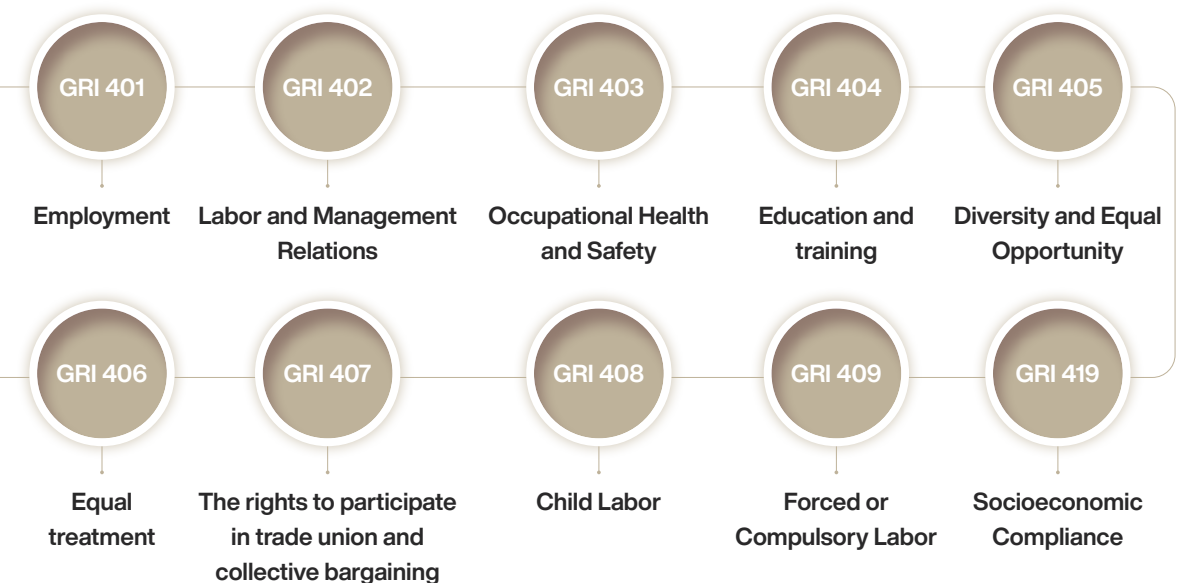 GRI 401
GRI 402
GRI 403
GRI 404
GRI 405
Employment
Labor and Management
Relations
Occupational Health
and Safety
Education and
training
Diversity and Equal
Opportunity
GRI 406
GRI 407
GRI 408
GRI 409
GRI 419
Equal
treatment
The rights to participate
in trade union and
collective bargaining
Child Labor
Forced or
Compulsory Labor
Socioeconomic
Compliance